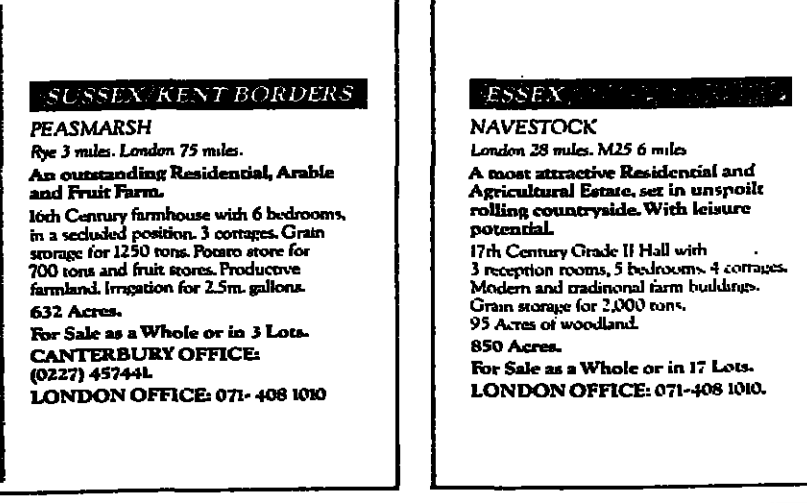 SUSSEX/KENT BORDERS
PEASMARSH
Rye 3 miles. London 75 miles.
An outstanding Residential, Arable
and Fruit Farm.
16th Century farmhouse with 6 bedrooms,
in a secluded position. 3 cottages. Grain
storage for 1250 tons. Potato store for
700 tons and fruit stores. Productive
farmland. Irrigation for 2.5m. gallons.
632 Acres.
For Sale as a Whole or in 3 Lots.
CANTERBURY OFFICE:
(0227) 457441.
LONDON OFFICE: 071-408 1010
ESSEX
NAVESTOCK
London 28 miles. M25 6 miles
A most attractive Residential and
Agricultural Estate, set in unspoilt
rolling countryside. With leisure
potential.
17th Century Grade II Hall with
3 reception rooms, 5 bedrooms. 4 cottages.
Modern and traditional farm buildings.
Grain storage for 2,000 tons.
95 Acres of woodland.
850 Acres.
For Sale as a Whole or in 17 Lots.
LONDON OFFICE: 071-408 1010.